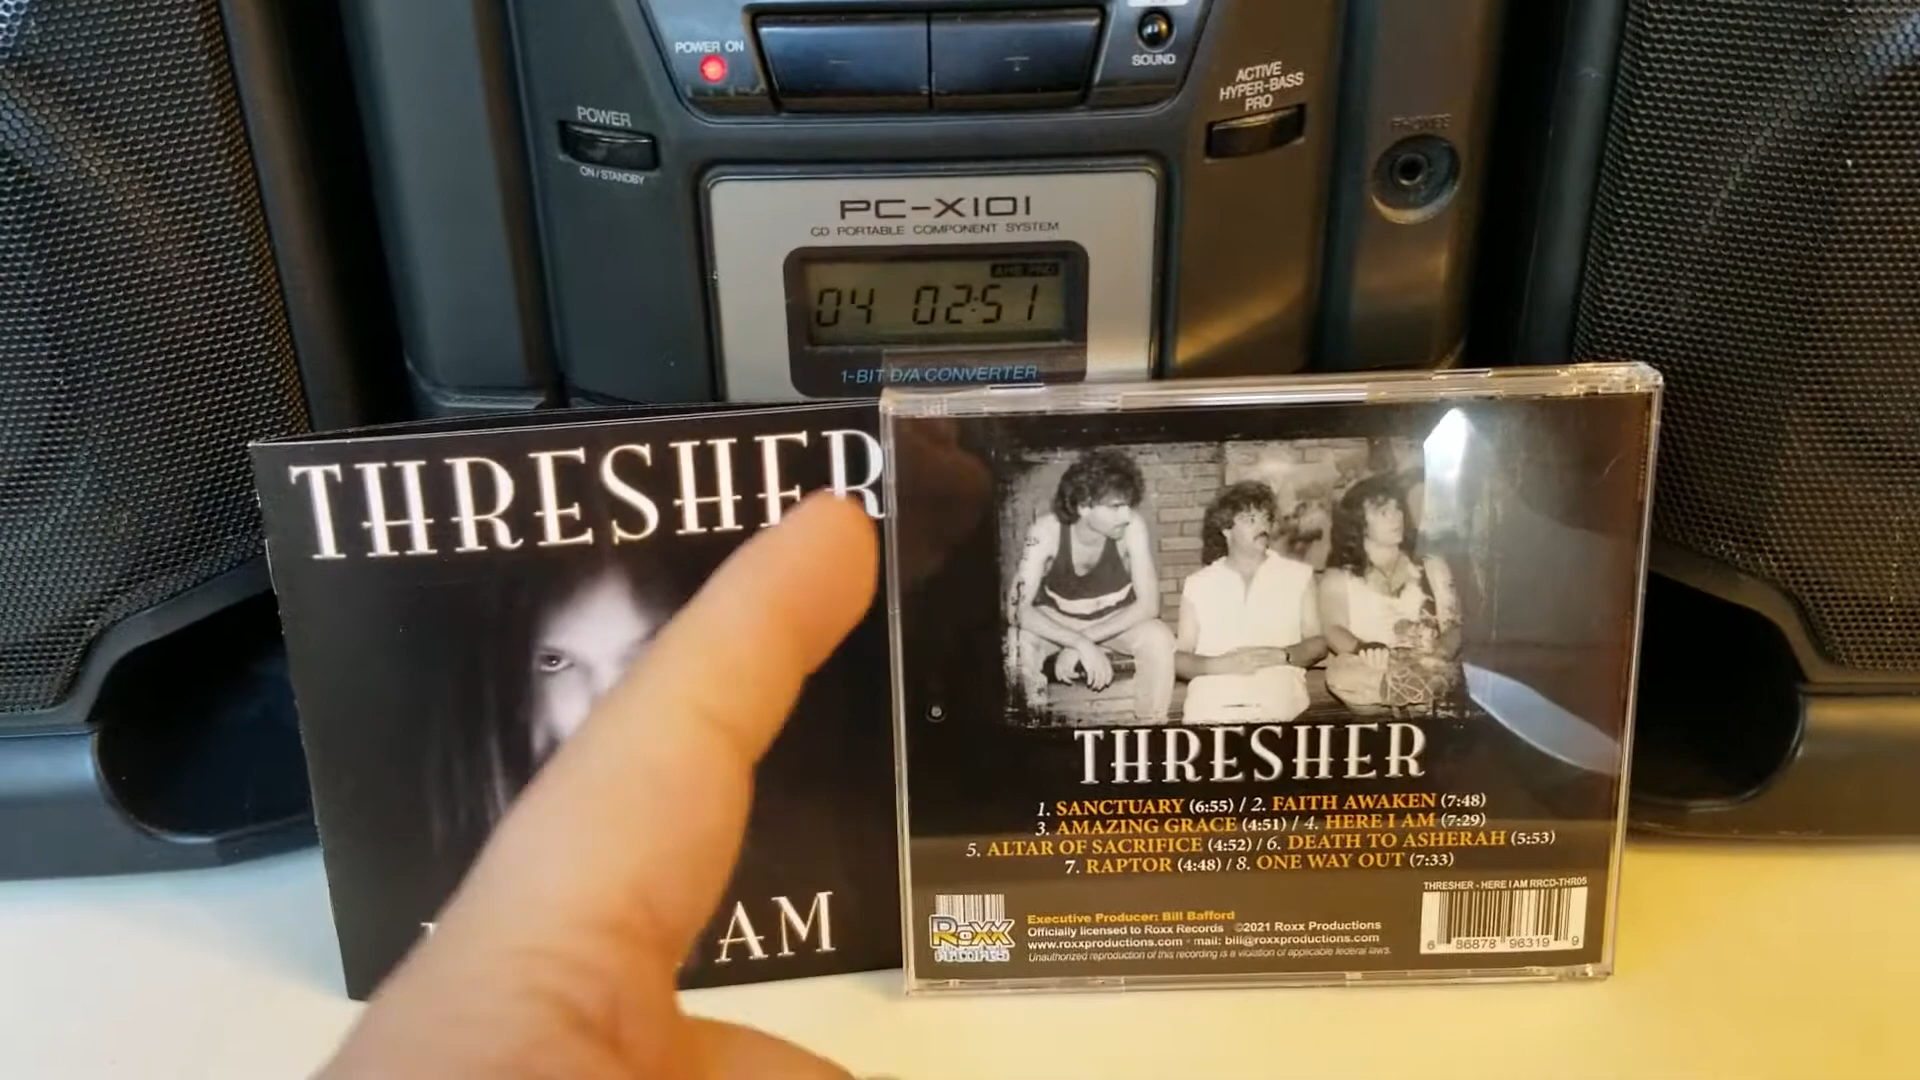 POWER ON
SOUND
POWER
ON/STANDBY
ACTIVE
HYPER-BASS
PRO
PHONES
PC-X101
CD PORTABLE COMPONENT SYSTEM
04 02:51
1-BIT D/A CONVERTER
THRESHER
AM
THRESHER
1. SANCTUARY (6:55) / 2. FAITH AWAKEN (7:48)
3. AMAZING GRACE (4:51) / 4. HERE I AM (7:29)
5. ALTAR OF SACRIFICE (4:52) / 6. DEATH TO ASHERAH (5:53)
7. RAPTOR (4:48) / 8. ONE WAY OUT (7:33)
Roxx
RECORDS
Executive Producer: Bill Bafford
Officially licensed to Roxx Records ©2021 Roxx Productions
www.roxxproductions.com · mail: bill@roxxproductions.com
Unauthorized reproduction of this recording is a violation of applicable federal laws.
THRESHER - HERE I AM RRCD-THR05
6 86878 96319 9